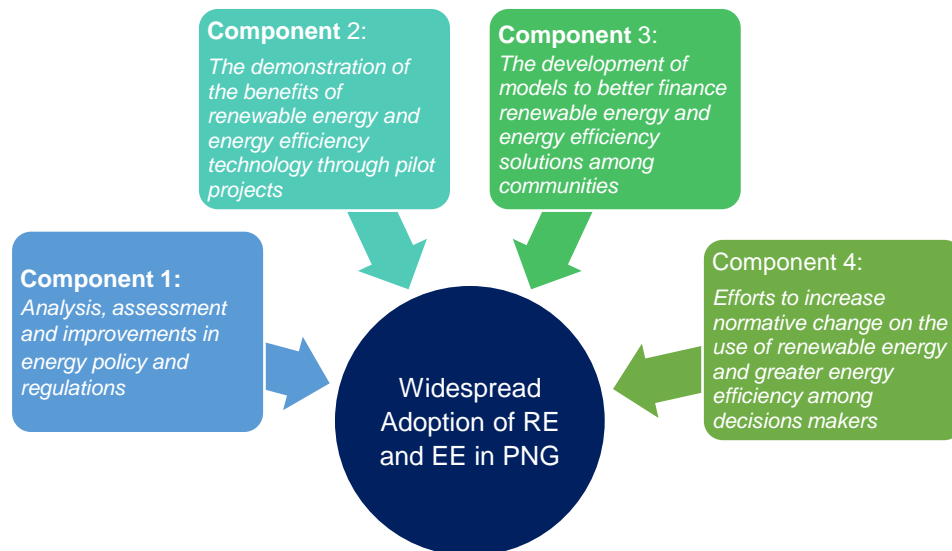 Component 1:
Analysis, assessment
and improvements in
energy policy and
regulations
Component 2:
The demonstration of
the benefits of
renewable energy and
energy efficiency
technology through pilot
projects
Component 3:
The development of
models to better finance
renewable energy and
energy efficiency
solutions among
communities
Component 4:
Efforts to increase
normative change on the
use of renewable energy
and greater energy
efficiency among
decisions makers
Widespread
Adoption of RE
and EE in PNG